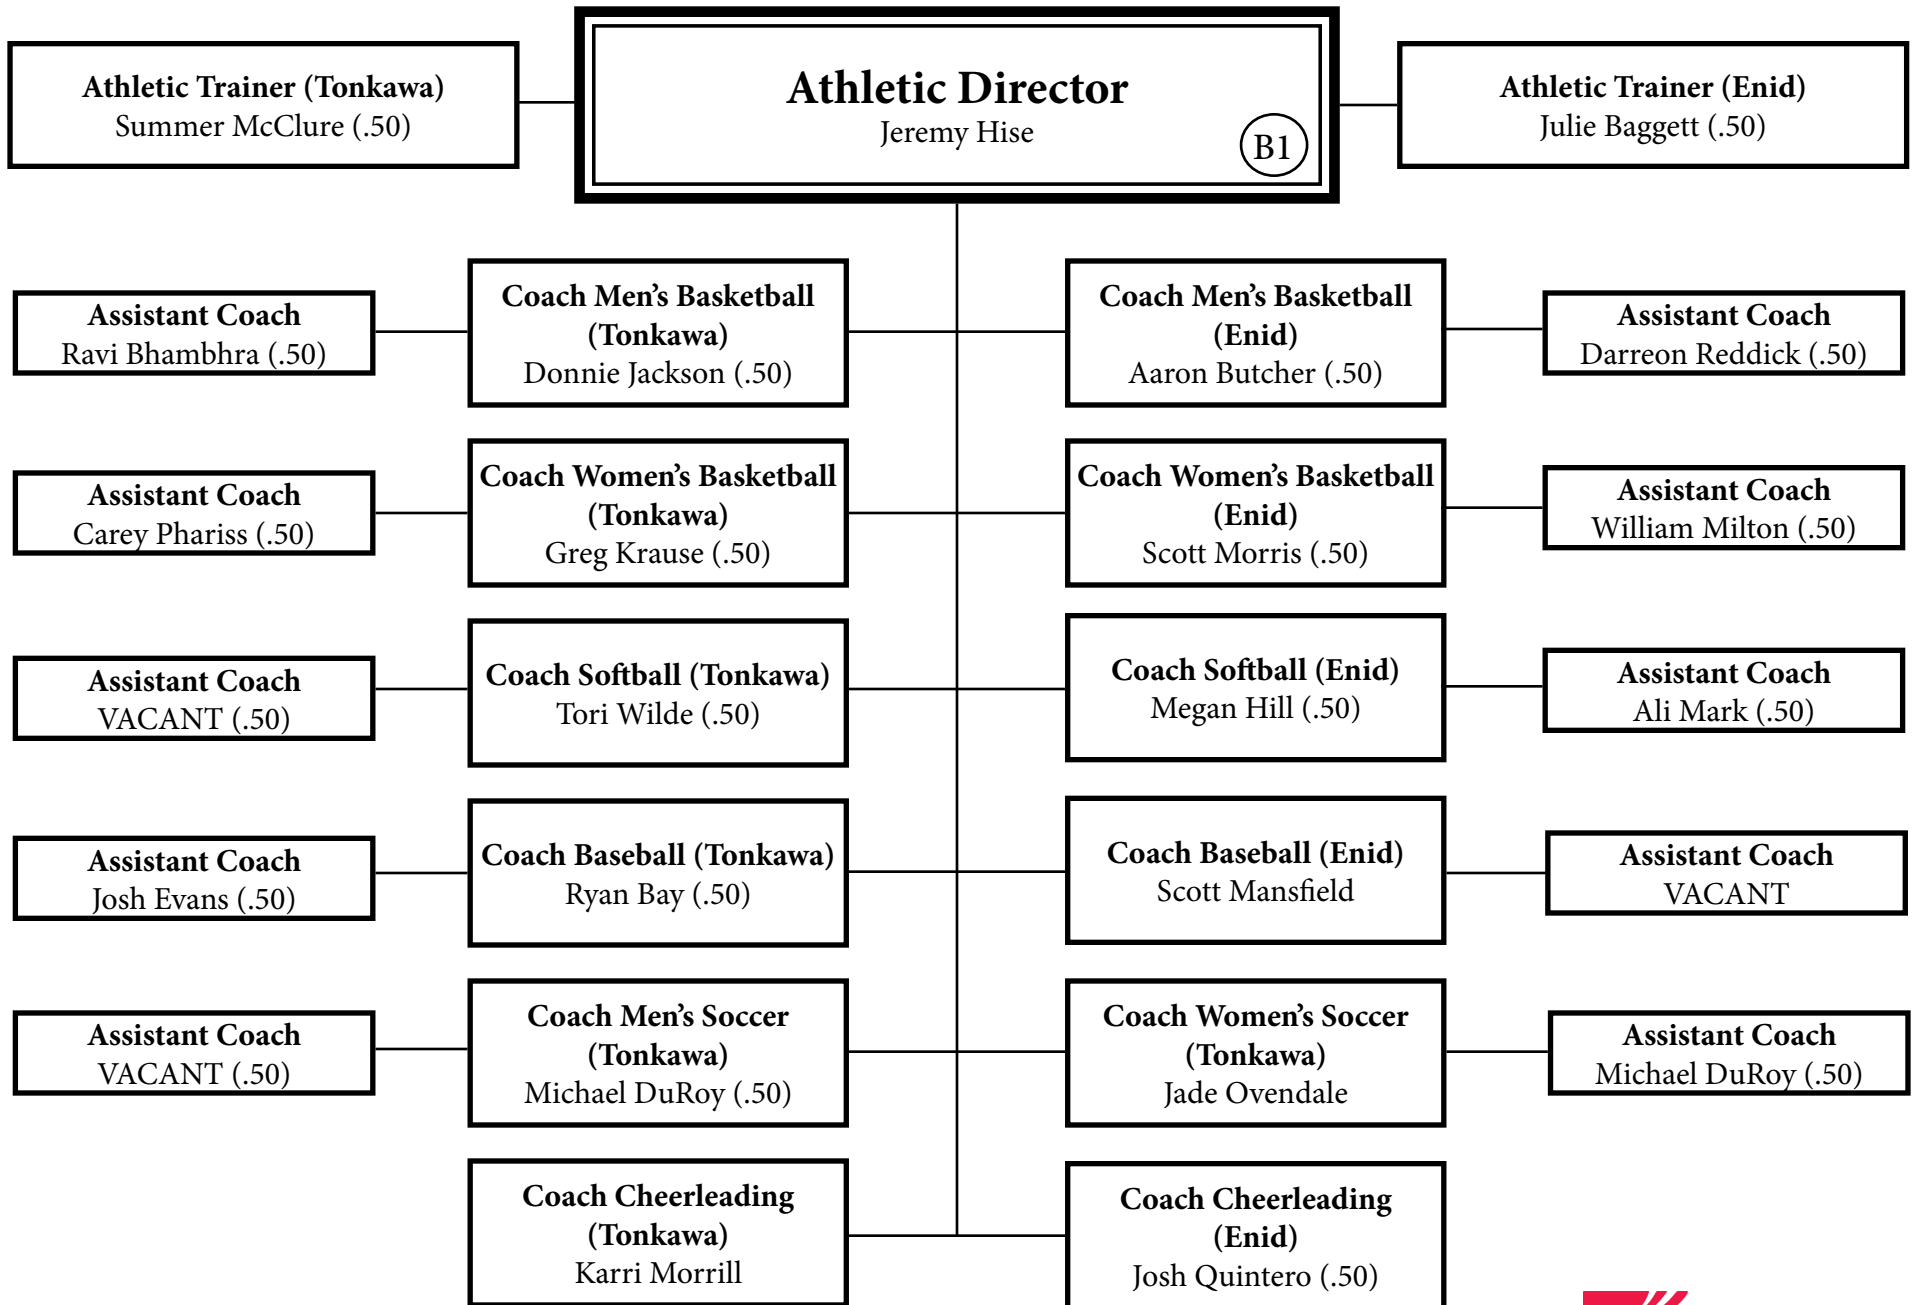 Athletic Trainer (Tonkawa)
Summer McClure (.50)
Athletic Director
Jeremy Hise
B1
Athletic Trainer (Enid)
Julie Baggett (.50)
Assistant Coach
Ravi Bhambhra (.50)
Coach Men's Basketball
(Tonkawa)
Donnie Jackson (.50)
Coach Men's Basketball
(Enid)
Aaron Butcher (.50)
Assistant Coach
Darreon Reddick (.50)
Assistant Coach
Carey Phariss (.50)
Coach Women's Basketball
(Tonkawa)
Greg Krause (.50)
Coach Women's Basketball
(Enid)
Scott Morris (.50)
Assistant Coach
William Milton (.50)
Assistant Coach
VACANT (.50)
Coach Softball (Tonkawa)
Tori Wilde (.50)
Coach Softball (Enid)
Megan Hill (.50)
Assistant Coach
Ali Mark (.50)
Assistant Coach
Josh Evans (.50)
Coach Baseball (Tonkawa)
Ryan Bay (.50)
Coach Baseball (Enid)
Scott Mansfield
Assistant Coach
VACANT
Assistant Coach
VACANT (.50)
Coach Men's Soccer
(Tonkawa)
Michael DuRoy (.50)
Coach Women's Soccer
(Tonkawa)
Jade Ovendale
Assistant Coach
Michael DuRoy (.50)
Coach Cheerleading
(Tonkawa)
Karri Morrill
Coach Cheerleading
(Enid)
Josh Quintero (.50)